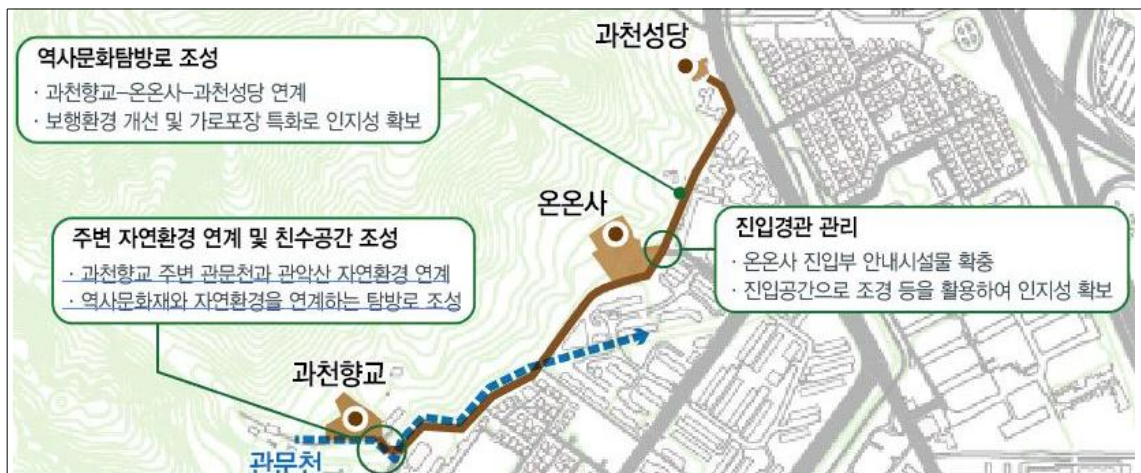 과천성당
역사문화탐방로 조성
· 과천향교–온온사–과천성당 연계
· 보행환경 개선 및 가로포장 특화로 인지성 확보
온온사
주변 자연환경 연계 및 친수공간 조성
· 과천향교 주변 관문천과 관악산 자연환경 연계
· 역사문화재와 자연환경을 연계하는 탐방로 조성
진입경관 관리
· 온온사 진입부 안내시설물 확충
· 진입공간으로 조경 등을 활용하여 인지성 확보
과천향교
관문천